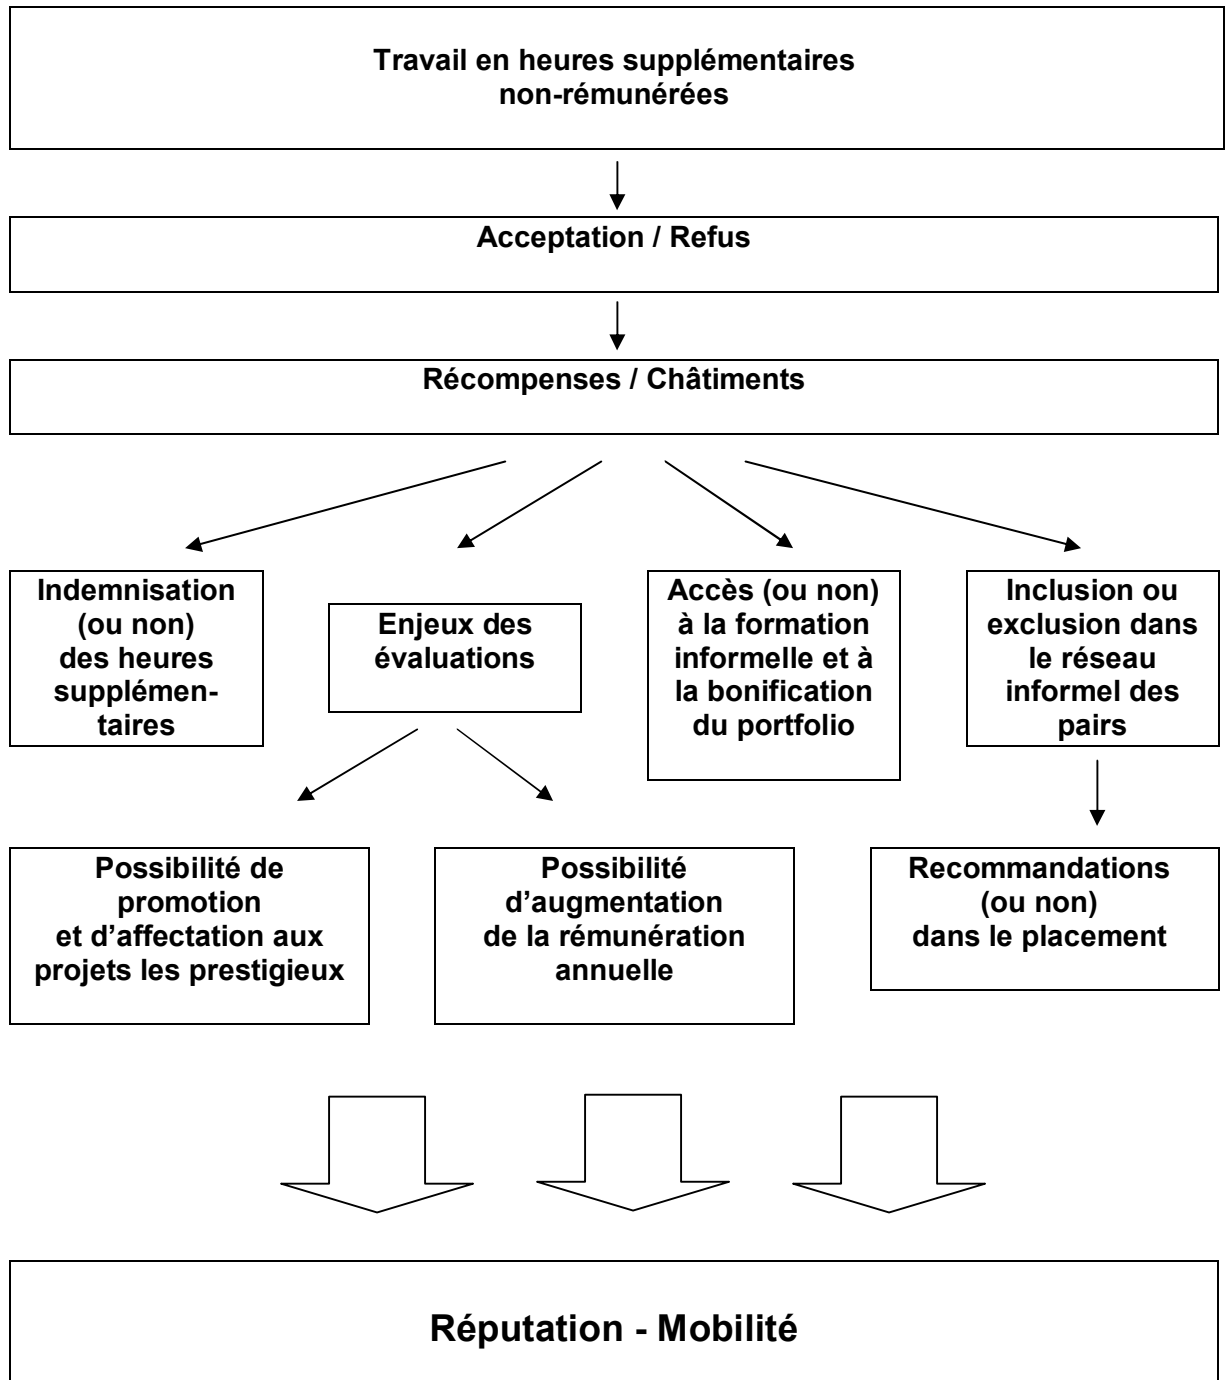 Travail en heures supplémentaires
non-rémunérées
Acceptation / Refus
Récompenses / Châtiments
Indemnisation
(ou non)
des heures
supplémen-
taires
Enjeux des
évaluations
Accès (ou non)
à la formation
informelle et à
la bonification
du portfolio
Inclusion ou
exclusion dans
le réseau
informel des
pairs
Possibilité de
promotion
et d’affectation aux
projets les prestigieux
Possibilité
d’augmentation
de la rémunération
annuelle
Recommandations
(ou non)
dans le placement
Réputation - Mobilité